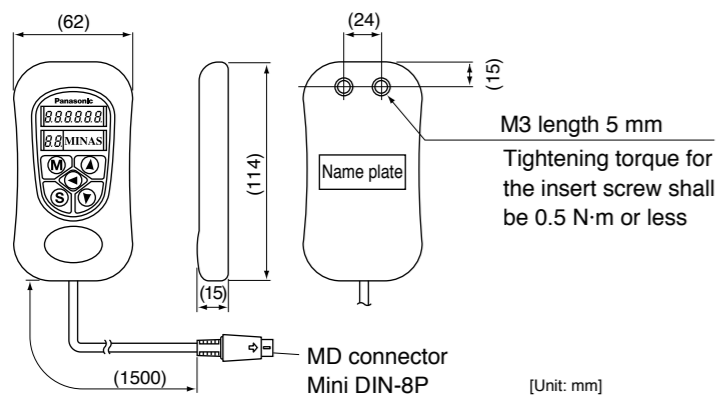 (62)
(24)
(15)
Panasonic
8.8.8.8.8.8.
8.8 MINAS
M
S
(114)
Name plate
M3 length 5 mm
Tightening torque for
the insert screw shall
be 0.5 N·m or less
(15)
(1500)
MD connector
Mini DIN-8P
[Unit: mm]